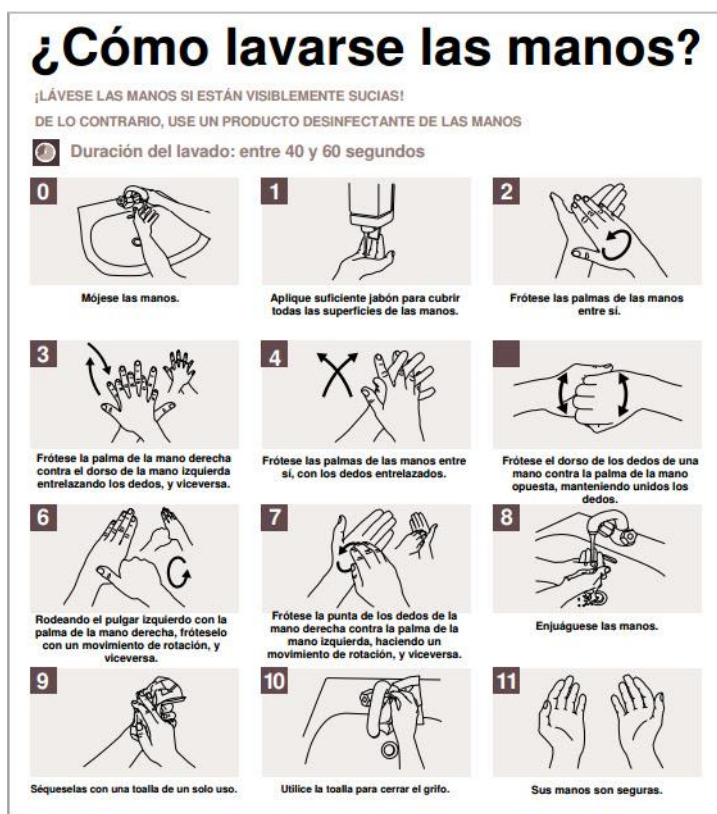 ¿Cómo lavarse las manos?
¡LÁVESE LAS MANOS SI ESTÁN VISIBLEMENTE SUCIAS!
DE LO CONTRARIO, USE UN PRODUCTO DESINFECTANTE DE LAS MANOS
Duración del lavado: entre 40 y 60 segundos
0
Mójese las manos.
1
Aplique suficiente jabón para cubrir
todas las superficies de las manos.
2
Frótese las palmas de las manos
entre sí.
3
Frótese la palma de la mano derecha
contra el dorso de la mano izquierda
entrelazando los dedos, y viceversa.
4
Frótese las palmas de las manos entre
sí, con los dedos entrelazados.
Frótese el dorso de los dedos de una
mano contra la palma de la mano
opuesta, manteniendo unidos los
dedos.
6
Rodeando el pulgar izquierdo con la
palma de la mano derecha, fróteselo
con un movimiento de rotación, y
viceversa.
7
Frótese la punta de los dedos de la
mano derecha contra la palma de la
mano izquierda, haciendo un
movimiento de rotación, y viceversa.
8
Enjuáguese las manos.
9
Séqueselas con una toalla de un solo uso.
10
Utilice la toalla para cerrar el grifo.
11
Sus manos son seguras.